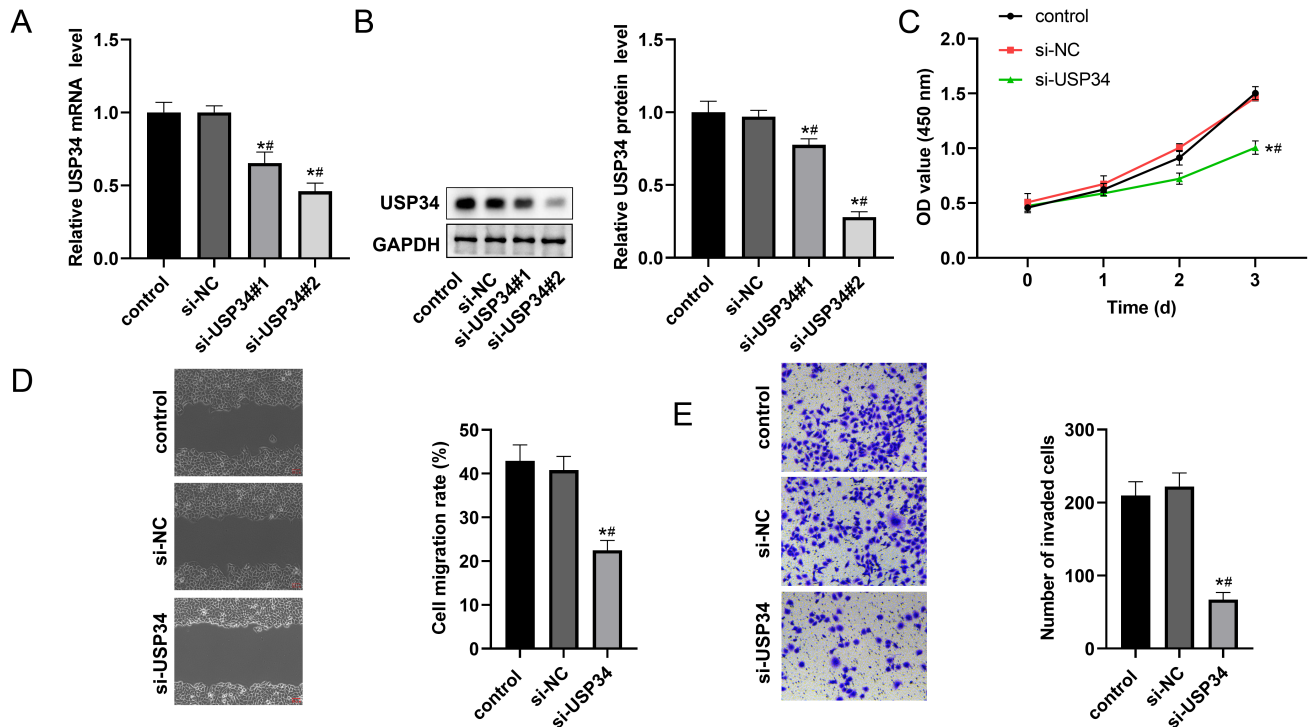 A
Relative USP34 mRNA level
1.5
1.0
0.5
0.0
*#
*#
control
si-NC
si-USP34#1
si-USP34#2
B
USP34
GAPDH
control
si-NC
si-USP34#1
si-USP34#2
Relative USP34 protein level
1.5
1.0
0.5
0.0
*#
*#
control
si-NC
si-USP34#1
si-USP34#2
C
control
si-NC
si-USP34
OD value (450 nm)
2.0
1.5
1.0
0.5
0.0
*#
0
1
2
3
Time (d)
D
control
si-NC
si-USP34
Cell migration rate (%)
50
40
30
20
10
0
*#
control
si-NC
si-USP34
E
control
si-NC
si-USP34
Number of invaded cells
300
200
100
0
*#
control
si-NC
si-USP34